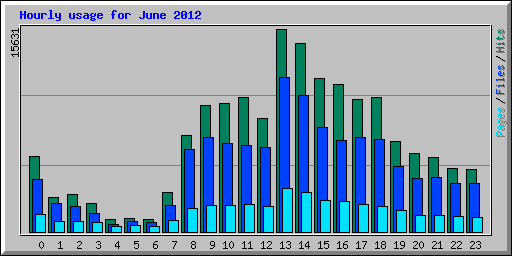 Hourly usage for June 2012
15631
Pages/Files/Hits
0 1 2 3 4 5 6 7 8 9 10 11 12 13 14 15 16 17 18 19 20 21 22 23